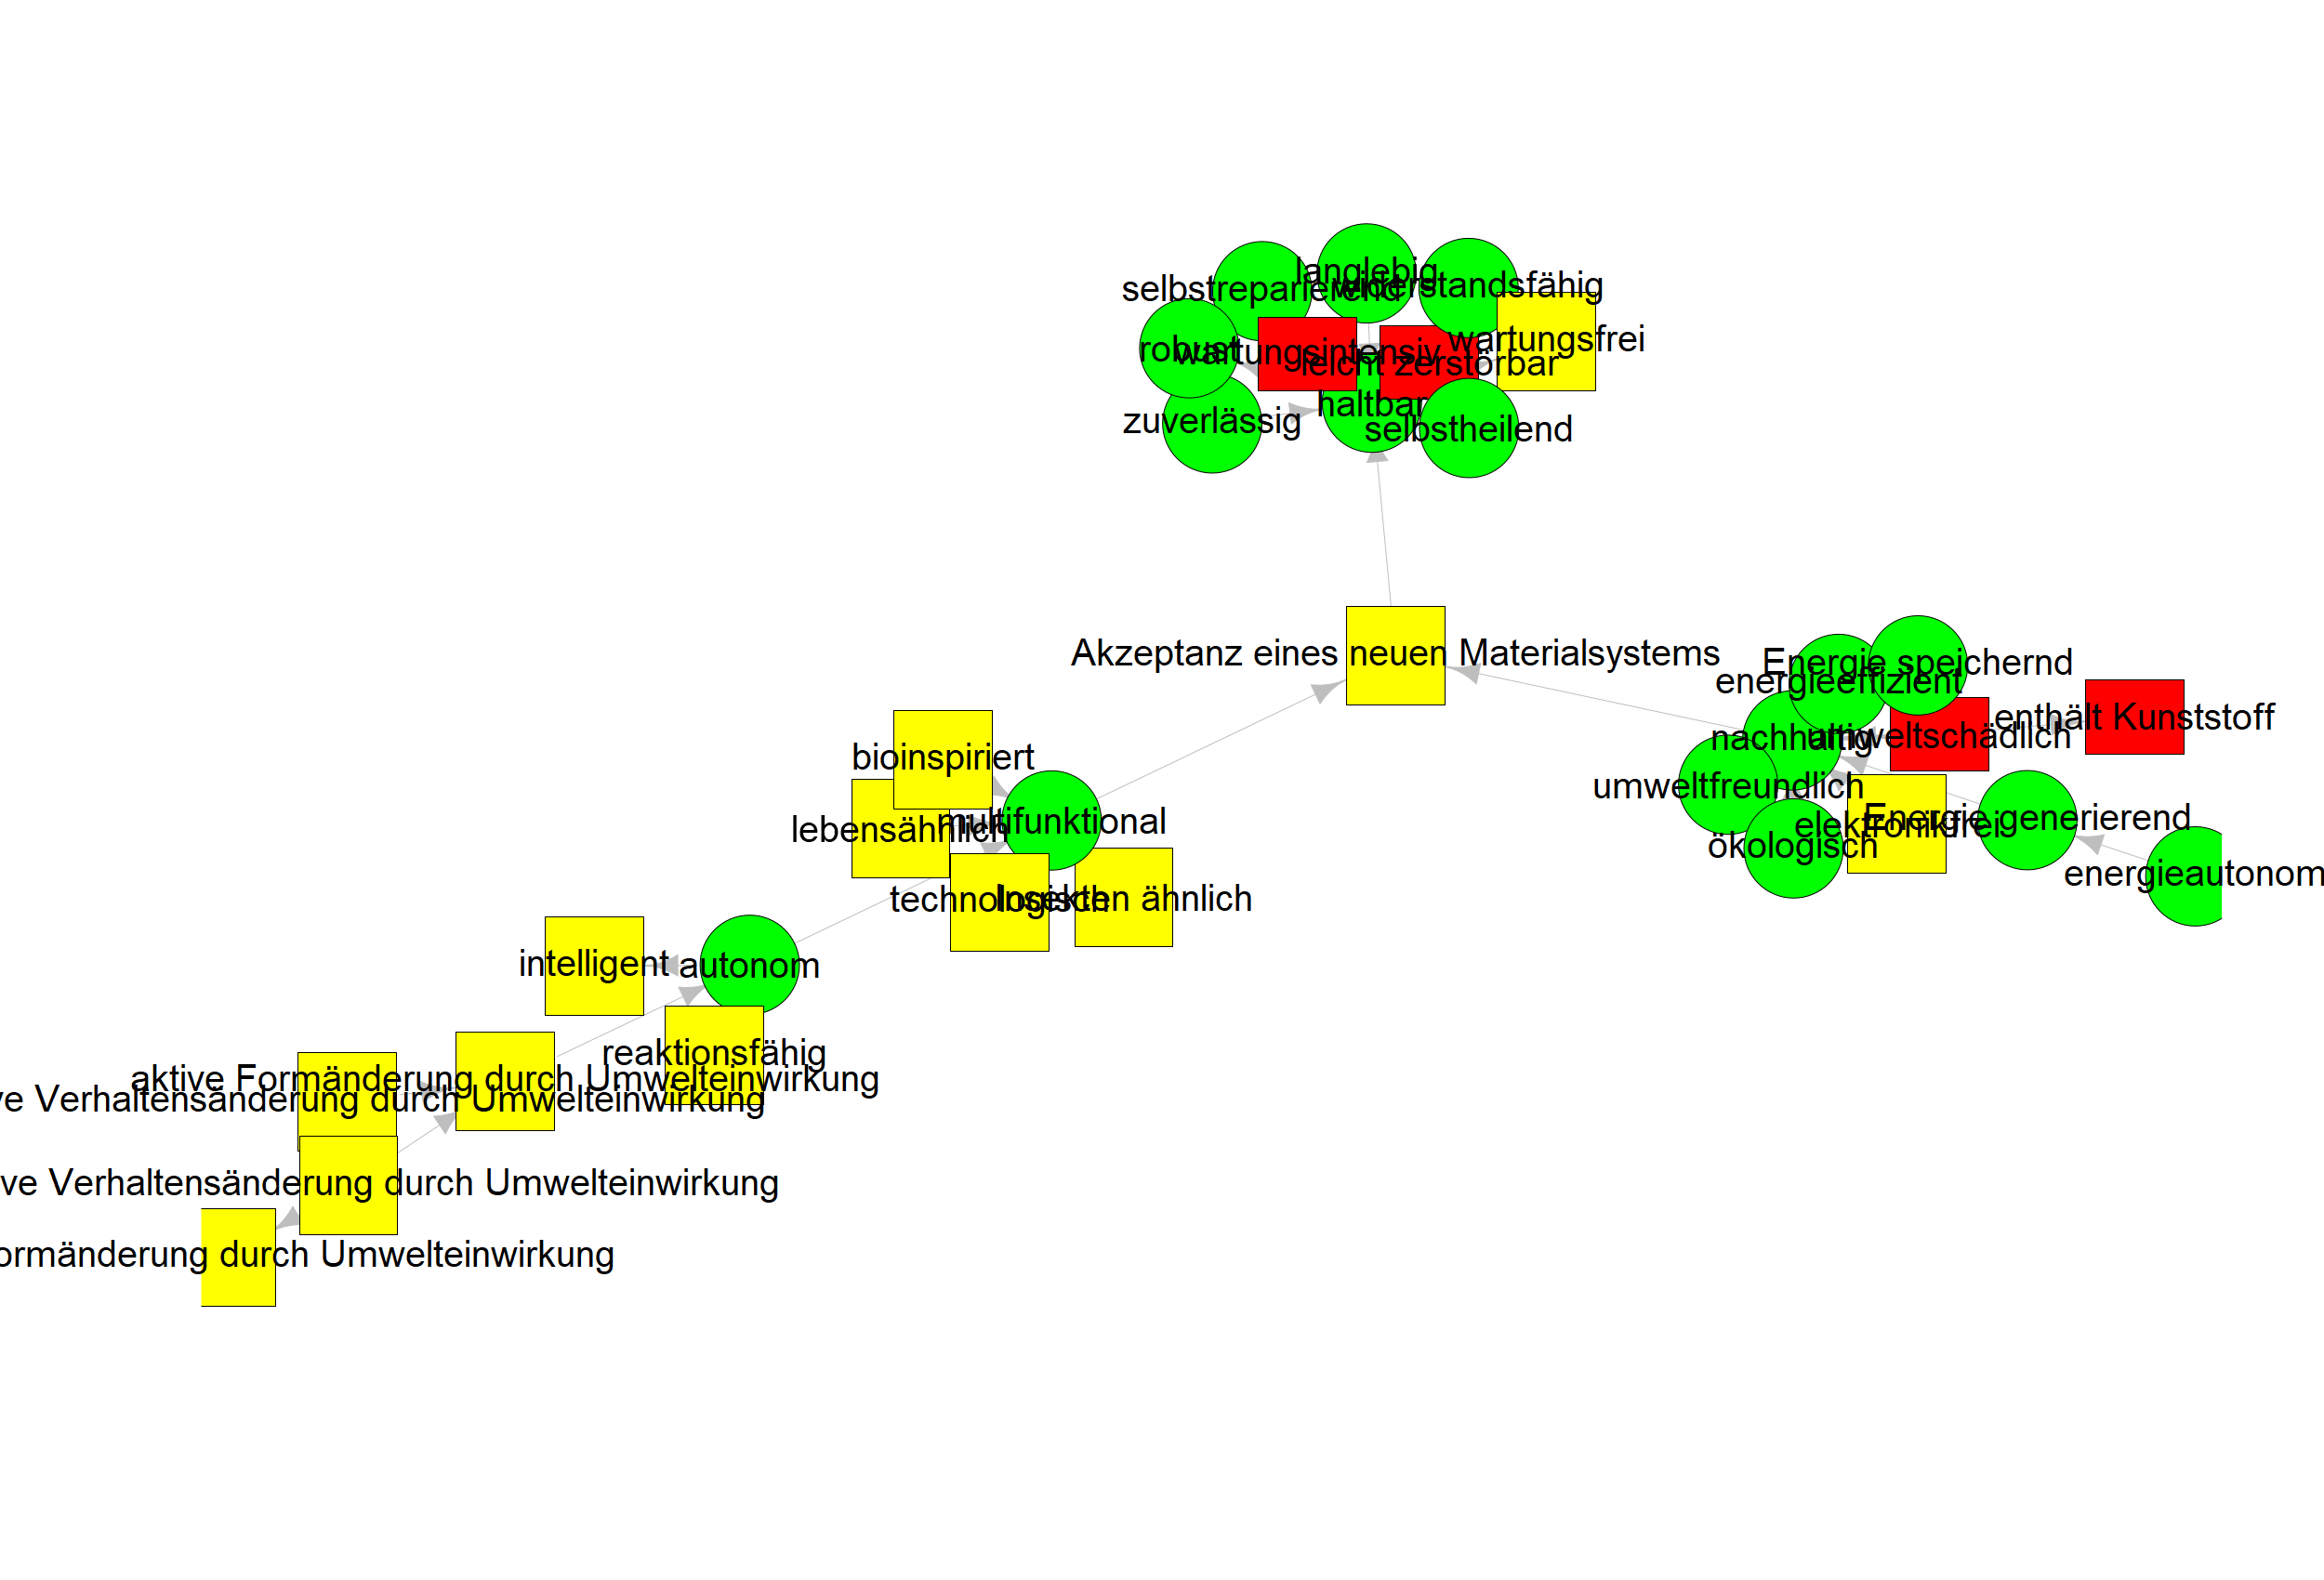 langlebig
selbstreparierend
widerstandsfähig
wartungsfrei
robust
wartungsintensiv
leicht zerstörbar
haltbar
zuverlässig
selbstheilend
Akzeptanz eines neuen Materialsystems
Energie speichernd
energieeffizient
enthält Kunststoff
nachhaltig
umweltschädlich
umweltfreundlich
bioinspiriert
lebensähnlich
multifunktional
Energie generierend
elektronikfrei
ökologisch
energieautonom
technologisch
Insekten ähnlich
intelligent
autonom
reaktionsfähig
aktive Formänderung durch Umwelteinwirkung
ve Verhaltensänderung durch Umwelteinwirkung
ive Verhaltensänderung durch Umwelteinwirkung
ormänderung durch Umwelteinwirkung